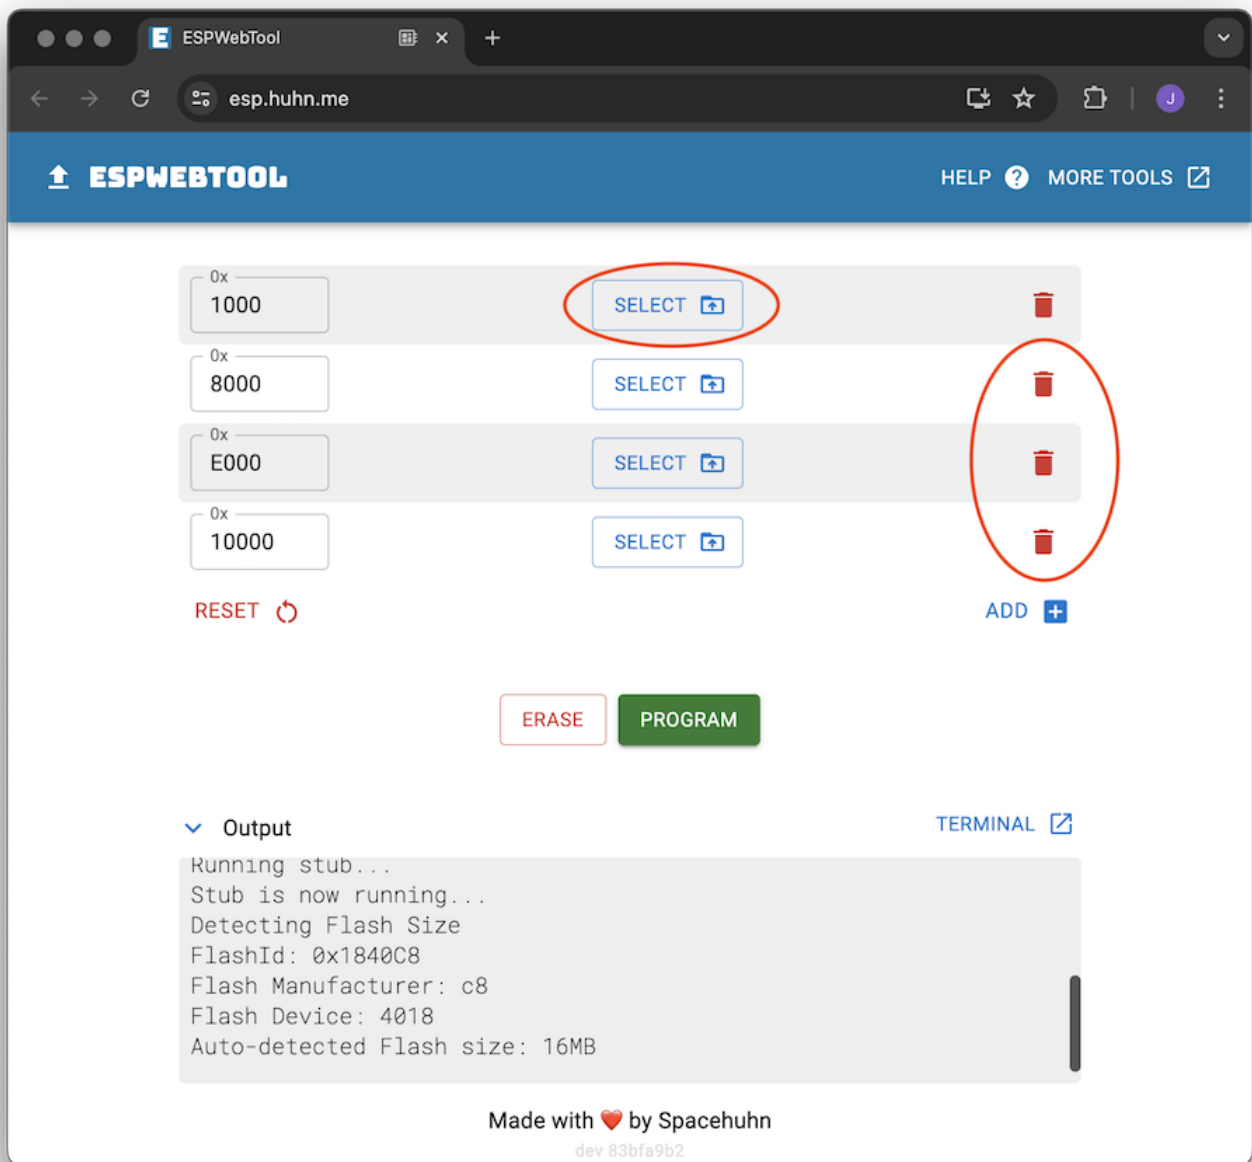 ESPWebTool
esp.huhn.me
J
ESPWEBTOOL
HELP ? MORE TOOLS
0x
1000
SELECT
0x
8000
SELECT
0x
E000
SELECT
0x
10000
SELECT
RESET
ADD
ERASE
PROGRAM
Output
TERMINAL
Running stub...
Stub is now running...
Detecting Flash Size
FlashId: 0x1840C8
Flash Manufacturer: c8
Flash Device: 4018
Auto-detected Flash size: 16MB
Made with ❤️ by Spacehuhn
dev 83bfa9b2